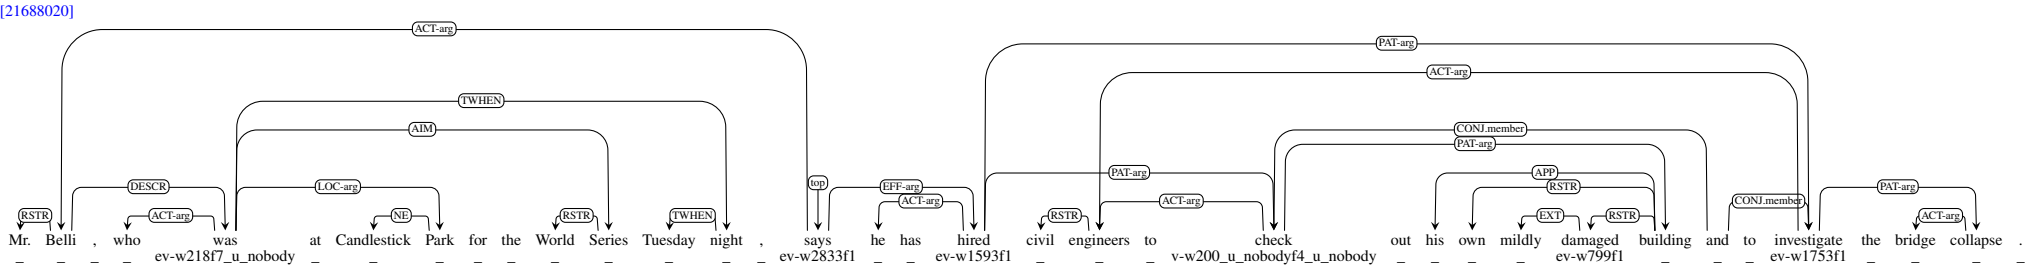 [21688020]
ACT-arg
PAT-arg
ACT-arg
TWHEN
AIM
CONJ.member
PAT-arg
PAT-arg
APP
top
DESCR
LOC-arg
EFF-arg
RSTR
PAT-arg
ACT-arg
ACT-arg
CONJ.member
RSTR
ACT-arg
NE
RSTR
TWHEN
RSTR
EXT
RSTR
ACT-arg
Mr. Belli , who was at Candlestick Park for the World Series Tuesday night , says he has hired civil engineers to check out his own mildly damaged building and to investigate the bridge collapse .
_ _ _ _ ev-w218f7_u_nobody _ _ _ _ _ _ _ _ _ _ ev-w2833f1 _ _ ev-w1593f1 _ _ _ v-w200_u_nobodyf4_u_nobody _ _ _ _ ev-w799f1 _ _ _ ev-w1753f1 _ _ _ _